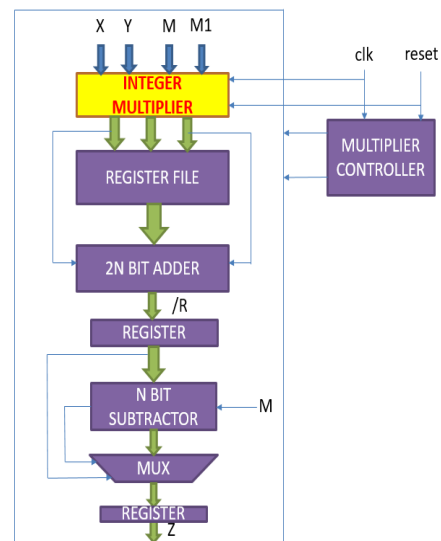 X Y M M1
clk reset
INTEGER
MULTIPLIER
MULTIPLIER
CONTROLLER
REGISTER FILE
2N BIT ADDER
/R
REGISTER
N BIT
SUBTRACTOR
M
MUX
REGISTER
Z